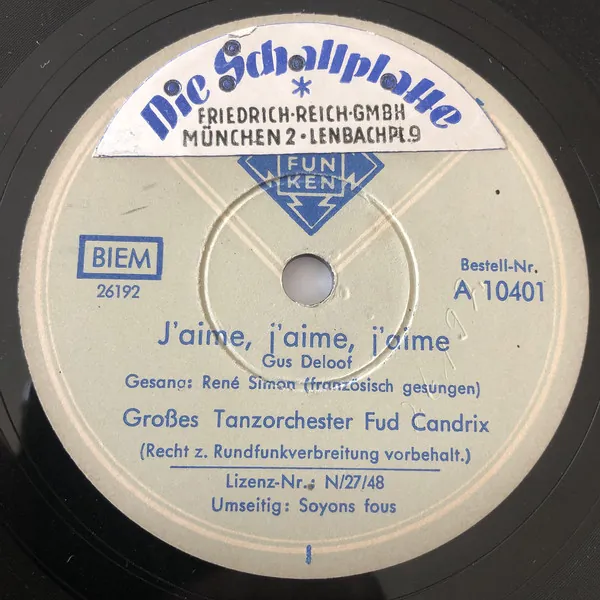 Die Schallplatte
*
FRIEDRICH·REICH·GMBH
MÜNCHEN 2·LENBACHPL.9
FUN
KEN
BIEM
26192
Bestell-Nr.
A 10401
J'aime, j'aime, j'aime
Gus Deloof
Gesang: René Simon (französisch gesungen)
Großes Tanzorchester Fud Candrix
(Recht z. Rundfunkverbreitung vorbehalt.)
Lizenz-Nr.: N/27/48
Umseitig: Soyons fous